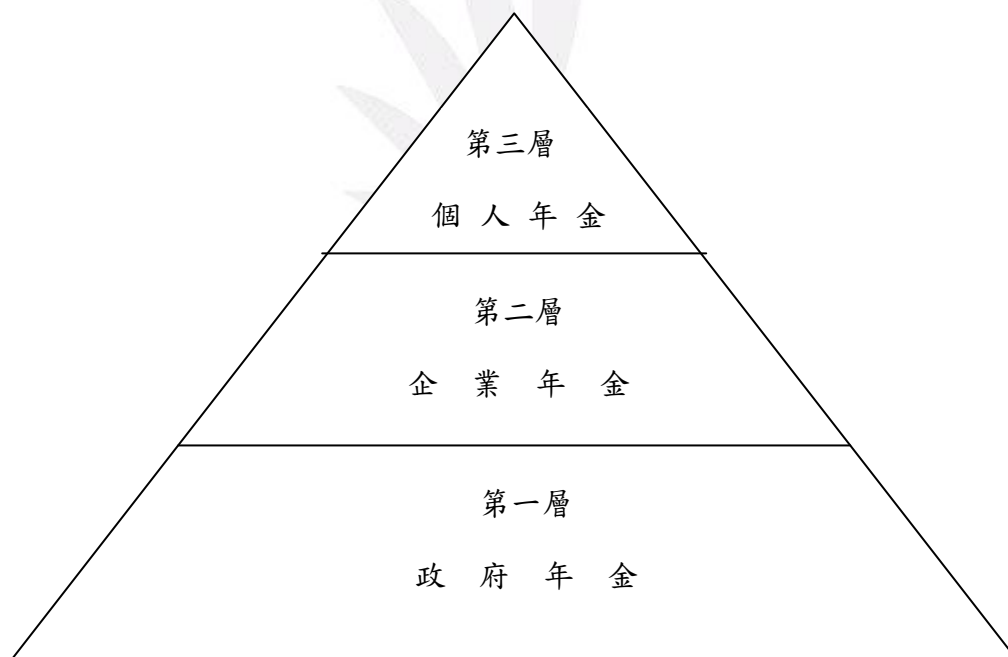 第三層
個人年金
第二層
企業年金
第一層
政府年金